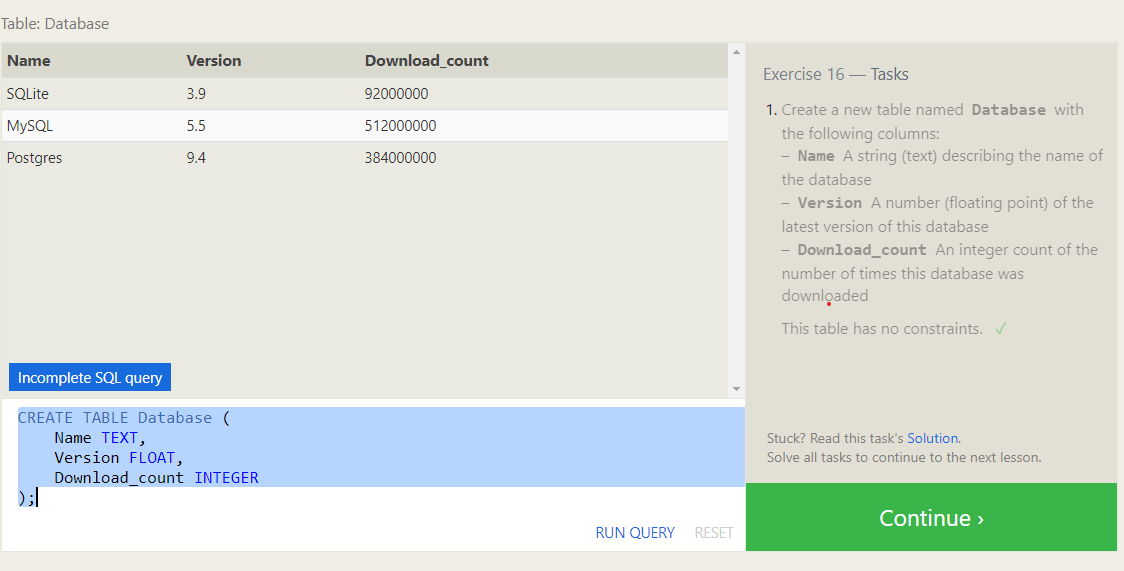 Table: Database
Name Version Download_count
SQLite 3.9 92000000
MySQL 5.5 512000000
Postgres 9.4 384000000
Incomplete SQL query
CREATE TABLE Database (
    Name TEXT,
    Version FLOAT,
    Download_count INTEGER
);
RUN QUERY RESET
Exercise 16 — Tasks
1. Create a new table named Database with
the following columns:
– Name A string (text) describing the name of
the database
– Version A number (floating point) of the
latest version of this database
– Download_count An integer count of the
number of times this database was
downloaded
This table has no constraints. ✓
Stuck? Read this task's Solution.
Solve all tasks to continue to the next lesson.
Continue ›